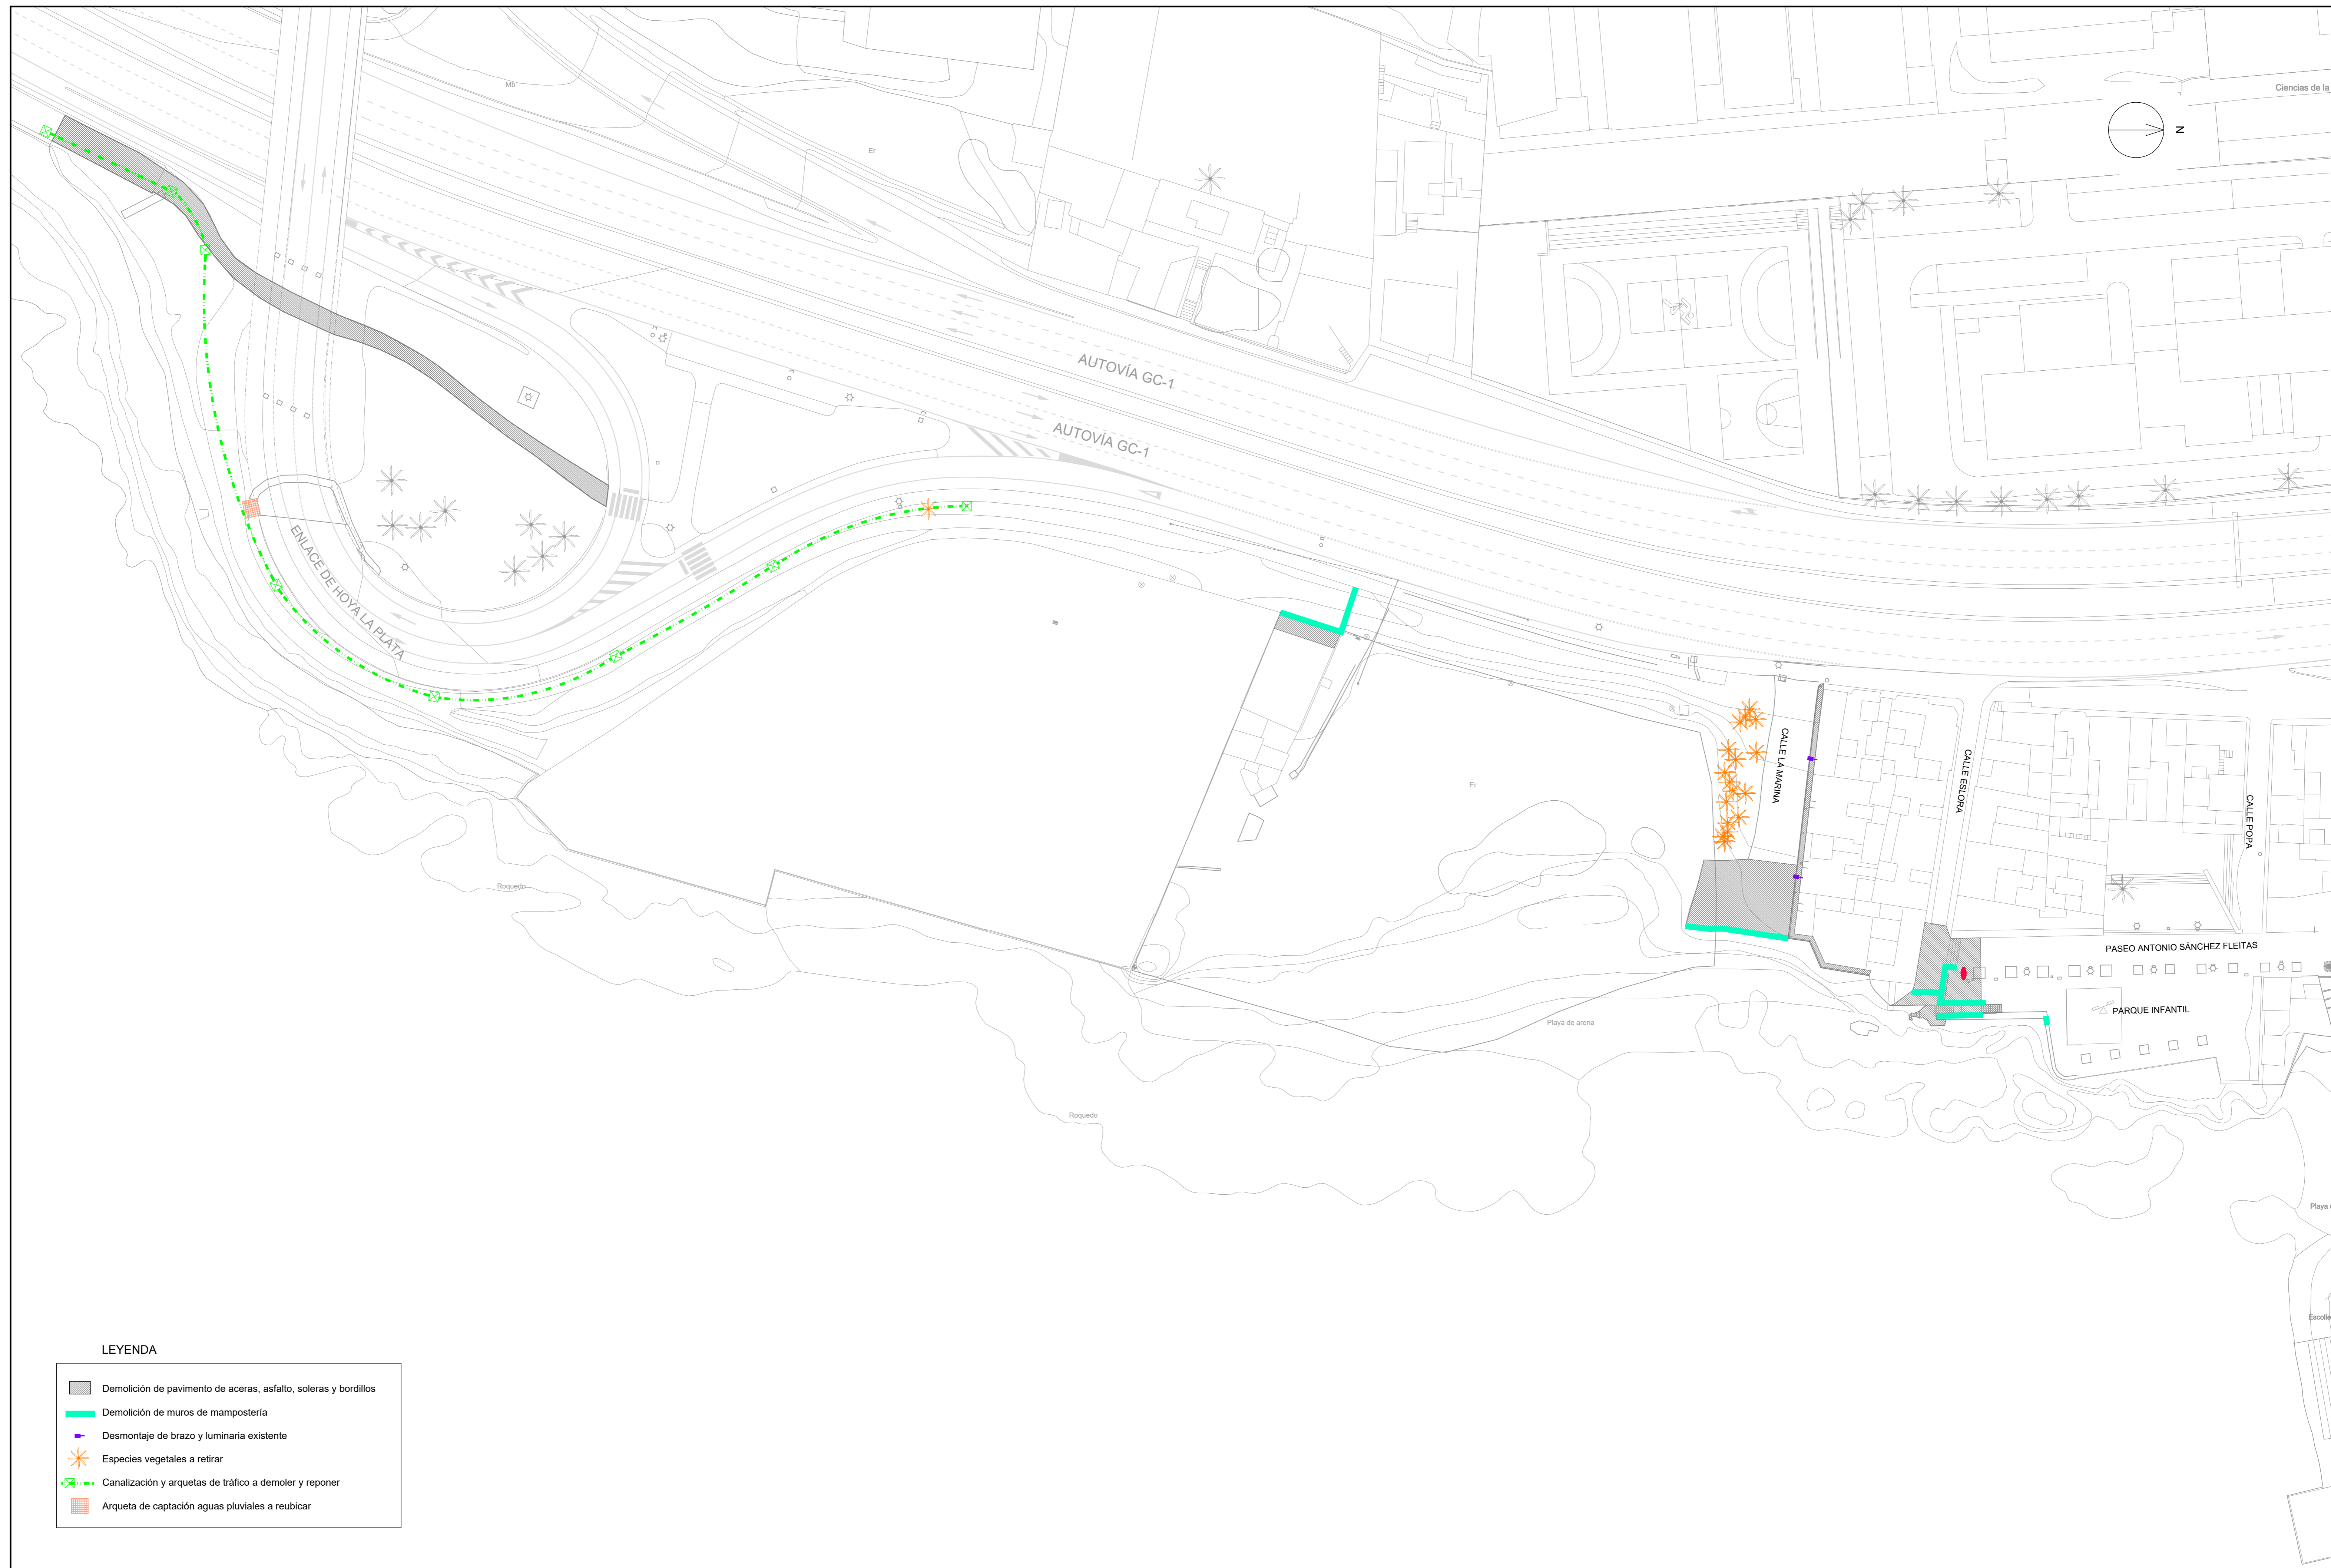 Ciencias de la
Mb
Er
N
AUTOVÍA GC-1
AUTOVÍA GC-1
ENLACE DE HOYA LA PLATA
CALLE LA MARINA
CALLE ESLORA
CALLE POPA
Er
Roquedo
PASEO ANTONIO SÁNCHEZ FLEITAS
PARQUE INFANTIL
Playa de arena
Roquedo
Playa
Escolle
LEYENDA
Demolición de pavimento de aceras, asfalto, soleras y bordillos
Demolición de muros de mampostería
Desmontaje de brazo y luminaria existente
Especies vegetales a retirar
Canalización y arquetas de tráfico a demoler y reponer
Arqueta de captación aguas pluviales a reubicar